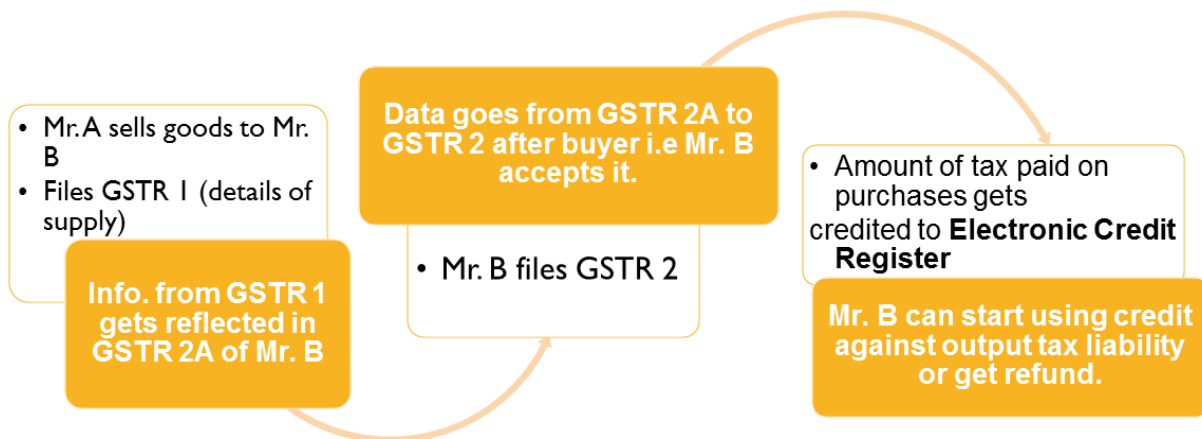 • Mr. A sells goods to Mr.
B
• Files GSTR 1 (details of
supply)
Info. from GSTR 1
gets reflected in
GSTR 2A of Mr. B
Data goes from GSTR 2A to
GSTR 2 after buyer i.e Mr. B
accepts it.
• Mr. B files GSTR 2
• Amount of tax paid on
purchases gets
credited to Electronic Credit
Register
Mr. B can start using credit
against output tax liability
or get refund.